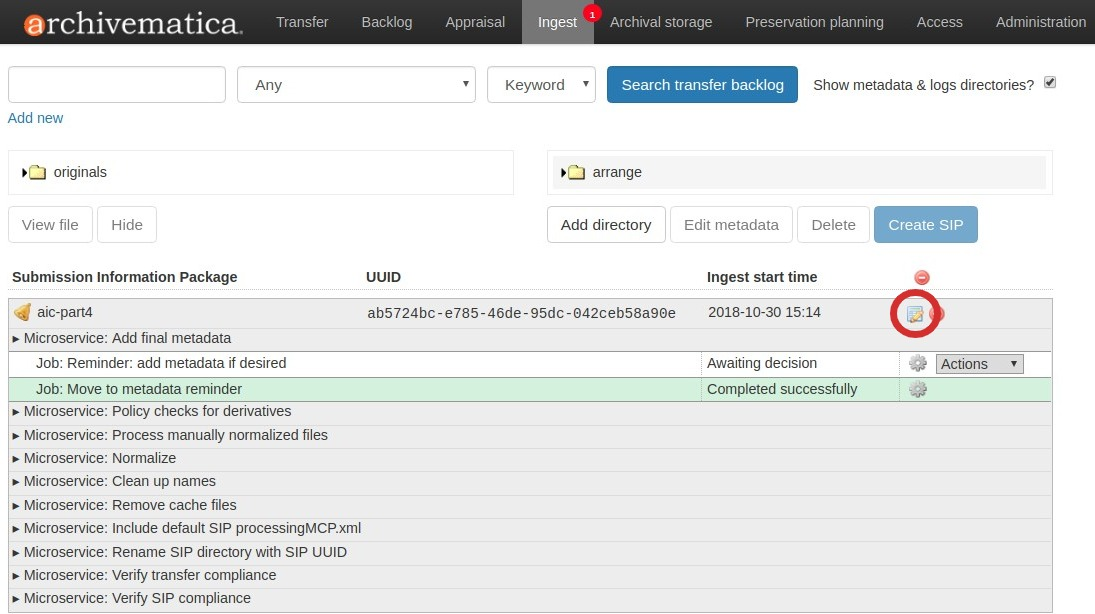 archivematica.
Transfer Backlog Appraisal Ingest 1 Archival storage Preservation planning Access Administration
Any Keyword Search transfer backlog Show metadata & logs directories?
Add new
originals arrange
View file Hide Add directory Edit metadata Delete Create SIP
Submission Information Package UUID Ingest start time
aic-part4 ab5724bc-e785-46de-95dc-042ceb58a90e 2018-10-30 15:14
Microservice: Add final metadata
Job: Reminder: add metadata if desired Awaiting decision Actions
Job: Move to metadata reminder Completed successfully
Microservice: Policy checks for derivatives
Microservice: Process manually normalized files
Microservice: Normalize
Microservice: Clean up names
Microservice: Remove cache files
Microservice: Include default SIP processingMCP.xml
Microservice: Rename SIP directory with SIP UUID
Microservice: Verify transfer compliance
Microservice: Verify SIP compliance